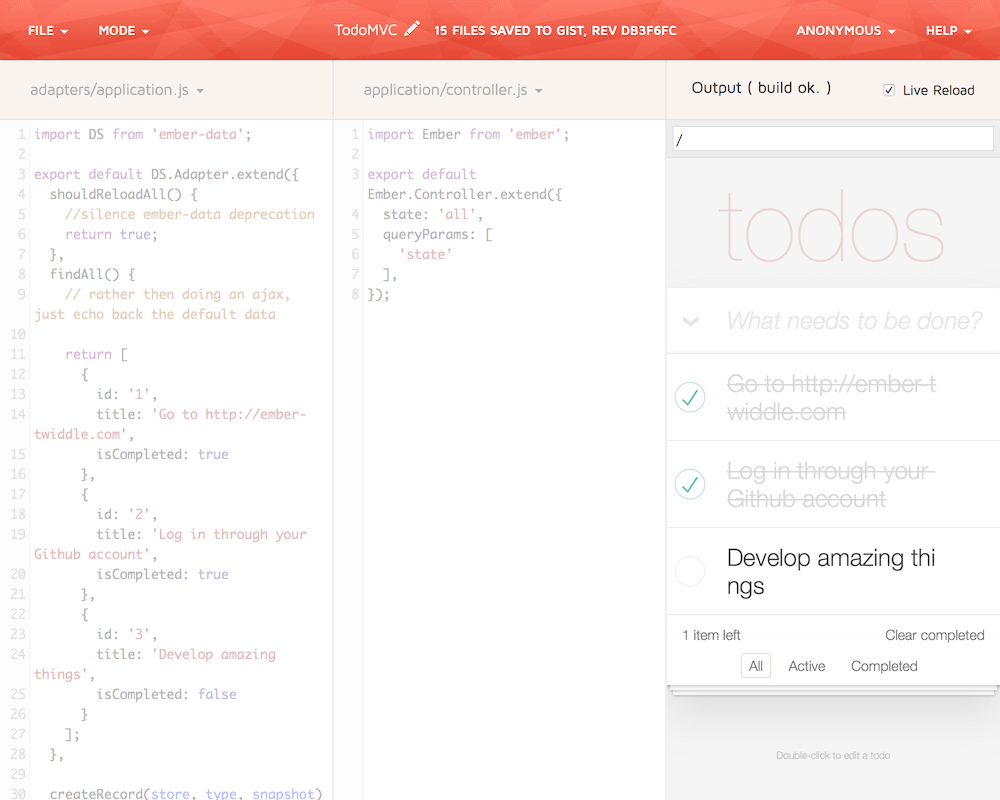 FILE MODE TodoMVC 15 FILES SAVED TO GIST, REV DB3F6FC ANONYMOUS HELP
adapters/application.js
1 import DS from 'ember-data';
2
3 export default DS.Adapter.extend({
4 shouldReloadAll() {
5 //silence ember-data deprecation
6 return true;
7 },
8 findAll() {
9 // rather then doing an ajax,
just echo back the default data
10
11 return [
12 {
13 id: '1',
14 title: 'Go to http://ember-
twiddle.com',
15 isCompleted: true
16 },
17 {
18 id: '2',
19 title: 'Log in through your
Github account',
20 isCompleted: true
21 },
22 {
23 id: '3',
24 title: 'Develop amazing
things',
25 isCompleted: false
26 }
27 ];
28 },
29
30 createRecord(store, type, snapshot)
application/controller.js
1 import Ember from 'ember';
2
3 export default
Ember.Controller.extend({
4 state: 'all',
5 queryParams: [
6 'state'
7 ],
8 });
Output ( build ok. ) Live Reload
/
todos
What needs to be done?
Go to http://ember-t
widdle.com
Log in through your
Github account
Develop amazing thi
ngs
1 item left Clear completed
All Active Completed
Double-click to edit a todo